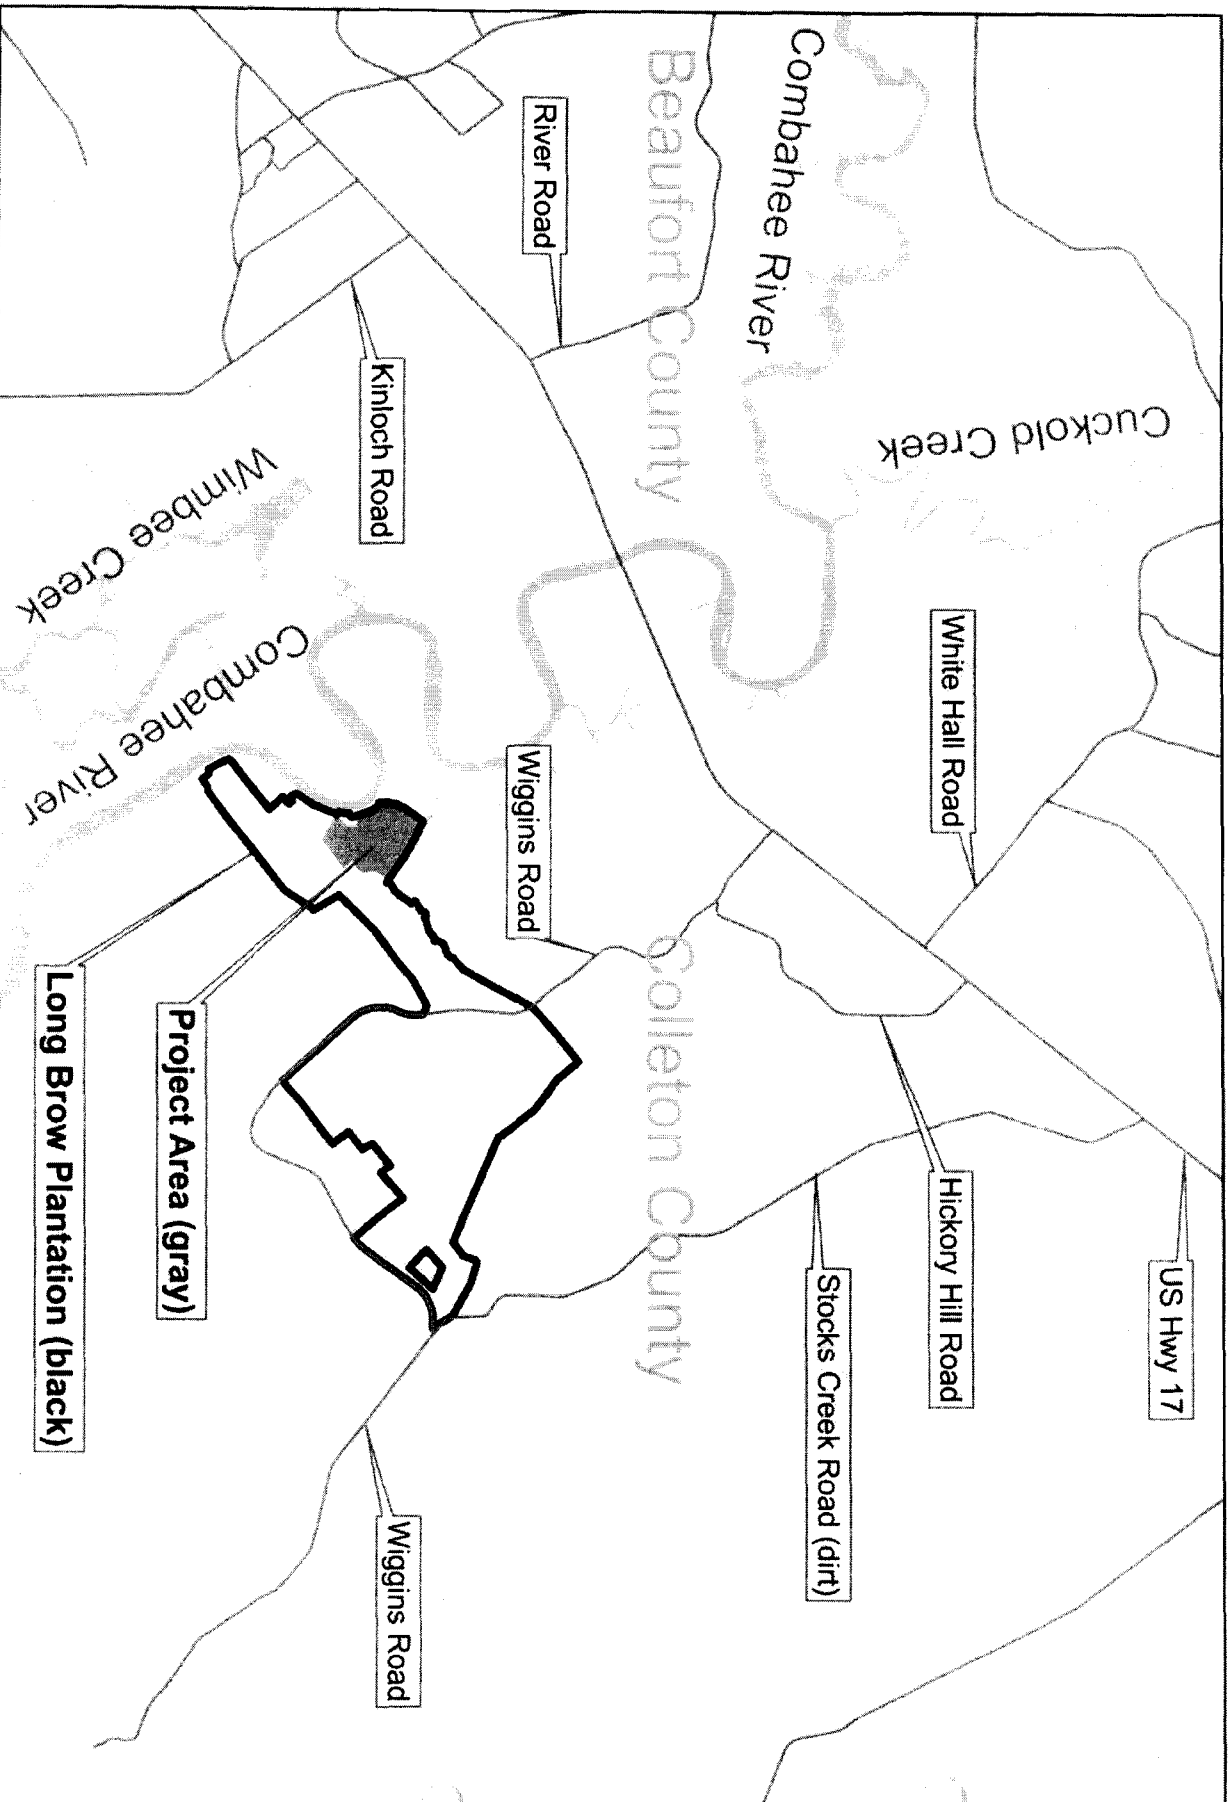 US Hwy 17
Cuckold Creek
White Hall Road
Hickory Hill Road
Stocks Creek Road (dirt)
Combahee River
Beaufort County
Colleton County
River Road
Wiggins Road
Kinloch Road
Wiggins Road
Wimbee Creek
Combahee River
Project Area (gray)
Long Brow Plantation (black)